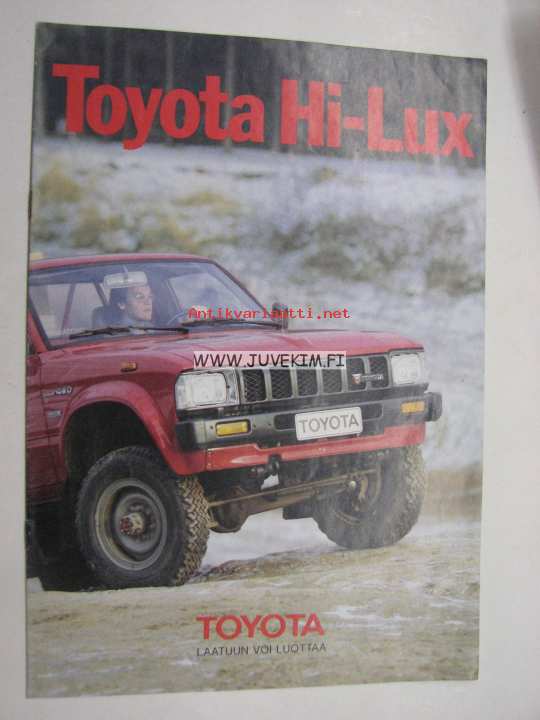 Toyota Hi-Lux
Antikvariaatti.net
WWW.JUVEKIM.FI
TOYOTA
TOYOTA
LAATUUN VOI LUOTTAA